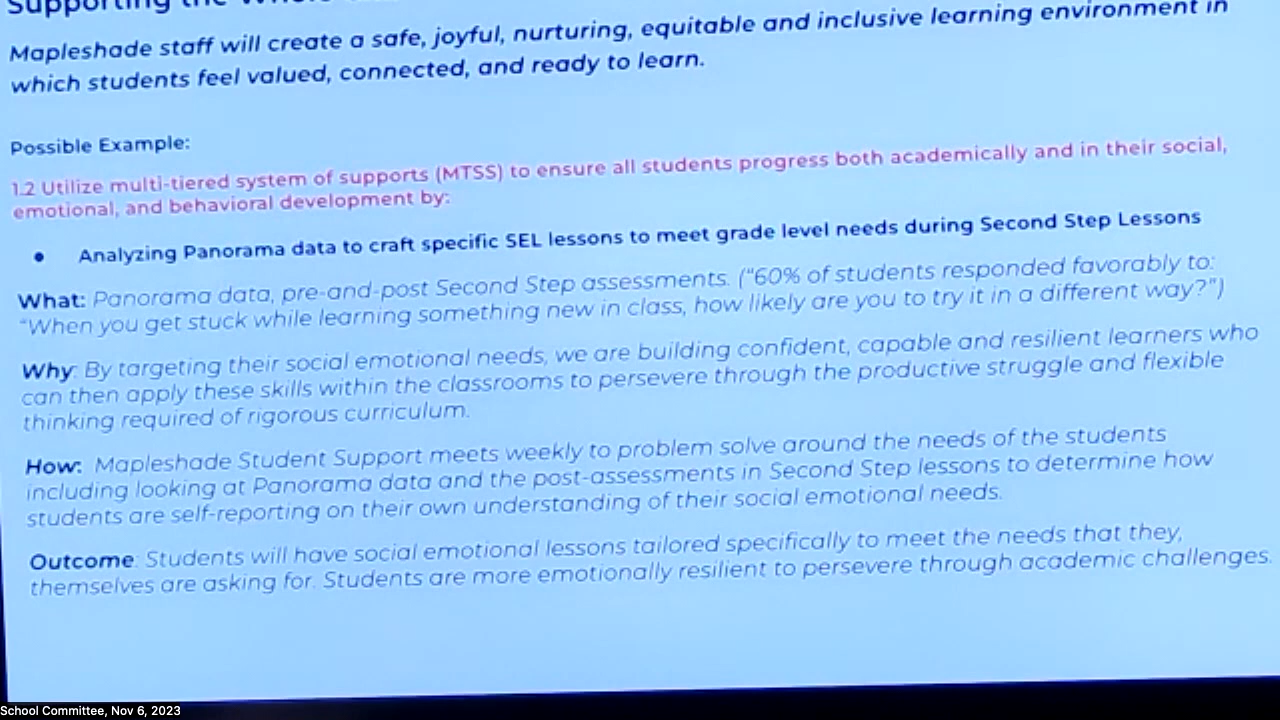 Supporting the Whole
Mapleshade staff will create a safe, joyful, nurturing, equitable and inclusive learning environment in
which students feel valued, connected, and ready to learn.
Possible Example:
1.2 Utilize multi-tiered system of supports (MTSS) to ensure all students progress both academically and in their social,
emotional, and behavioral development by:
● Analyzing Panorama data to craft specific SEL lessons to meet grade level needs during Second Step Lessons
What: Panorama data, pre-and-post Second Step assessments. (“60% of students responded favorably to:
“When you get stuck while learning something new in class, how likely are you to try it in a different way?”)
Why: By targeting their social emotional needs, we are building confident, capable and resilient learners who
can then apply these skills within the classrooms to persevere through the productive struggle and flexible
thinking required of rigorous curriculum.
How: Mapleshade Student Support meets weekly to problem solve around the needs of the students
including looking at Panorama data and the post-assessments in Second Step lessons to determine how
students are self-reporting on their own understanding of their social emotional needs.
Outcome: Students will have social emotional lessons tailored specifically to meet the needs that they,
themselves are asking for. Students are more emotionally resilient to persevere through academic challenges.
School Committee, Nov 6, 2023